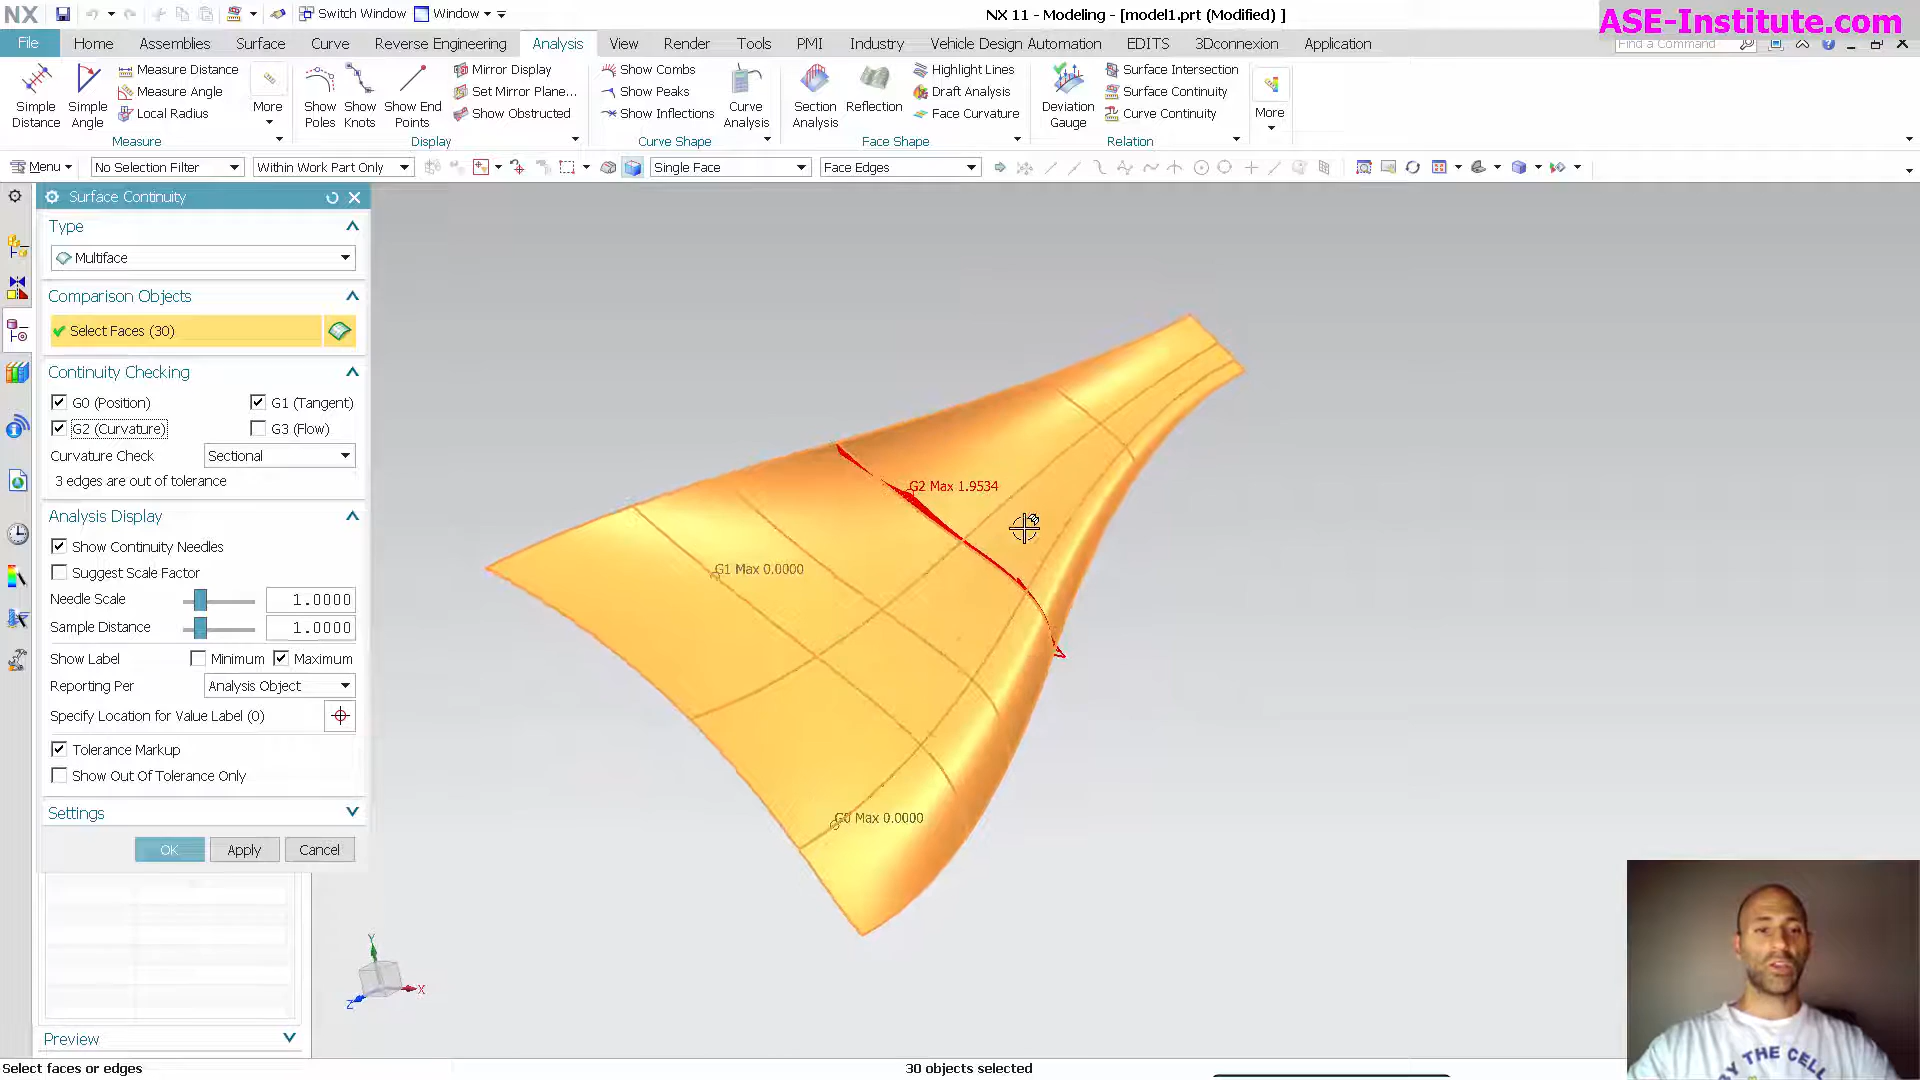 NX
Switch Window
Window
NX 11 - Modeling - [model1.prt (Modified) ]
ASE-Institute.com
File
Home
Assemblies
Surface
Curve
Reverse Engineering
Analysis
View
Render
Tools
PMI
Industry
Vehicle Design Automation
EDITS
3Dconnexion
Application
Find a Command
Simple Distance
Simple Angle
Measure Distance
Measure Angle
Local Radius
More
Measure
Show Poles
Show Knots
Show End Points
Mirror Display
Set Mirror Plane...
Show Obstructed
Display
Show Combs
Show Peaks
Show Inflections
Curve Analysis
Curve Shape
Section Analysis
Reflection
Highlight Lines
Draft Analysis
Face Curvature
Face Shape
Deviation Gauge
Surface Intersection
Surface Continuity
Curve Continuity
Relation
More
Menu
No Selection Filter
Within Work Part Only
Single Face
Face Edges
Surface Continuity
Type
Multiface
Comparison Objects
Select Faces (30)
Continuity Checking
G0 (Position)
G1 (Tangent)
G2 (Curvature)
G3 (Flow)
Curvature Check
Sectional
3 edges are out of tolerance
Analysis Display
Show Continuity Needles
Suggest Scale Factor
Needle Scale
1.0000
Sample Distance
1.0000
Show Label
Minimum
Maximum
Reporting Per
Analysis Object
Specify Location for Value Label (0)
Tolerance Markup
Show Out Of Tolerance Only
Settings
OK
Apply
Cancel
Preview
G2 Max 1.9534
G1 Max 0.0000
G0 Max 0.0000
Y
X
Z
Select faces or edges
30 objects selected
Y THE CELL